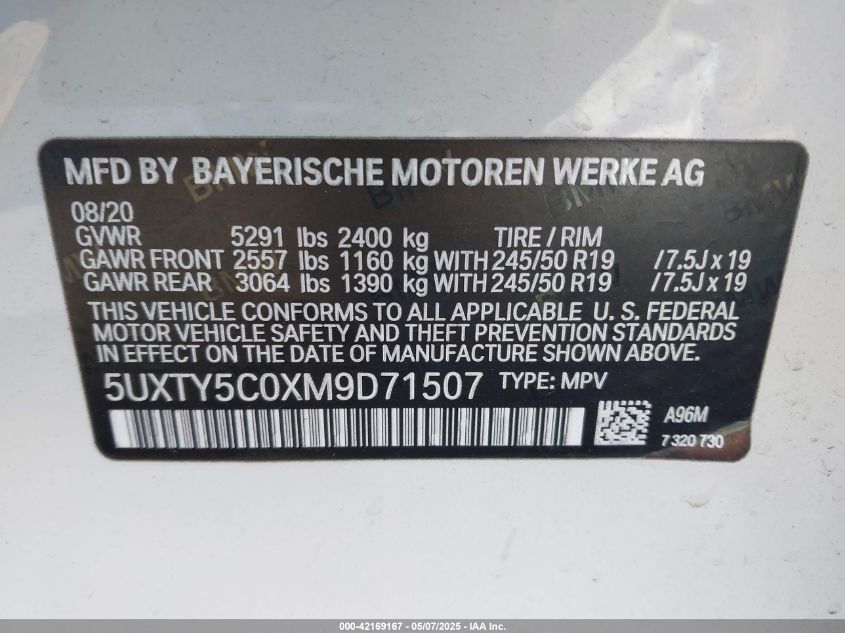 MFD BY BAYERISCHE MOTOREN WERKE AG
08/20
GVWR 5291 lbs 2400 kg TIRE / RIM
GAWR FRONT 2557 lbs 1160 kg WITH 245/50 R19 /7.5J x 19
GAWR REAR 3064 lbs 1390 kg WITH 245/50 R19 /7.5J x 19
THIS VEHICLE CONFORMS TO ALL APPLICABLE U. S. FEDERAL
MOTOR VEHICLE SAFETY AND THEFT PREVENTION STANDARDS
IN EFFECT ON THE DATE OF MANUFACTURE SHOWN ABOVE.
5UXTY5C0XM9D71507 TYPE: MPV
A96M
7 320 730
000-42169167 - 05/07/2025 - IAA Inc.